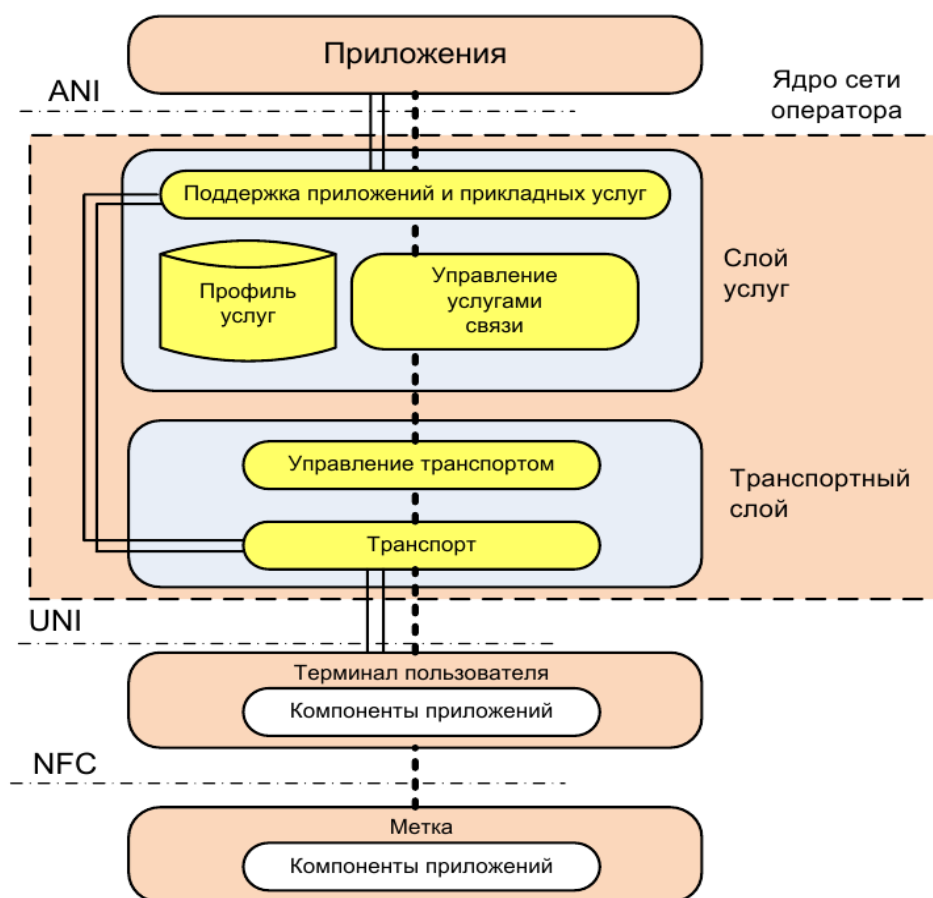 Приложения
ANI
Ядро сети
оператора
Поддержка приложений и прикладных услуг
Профиль
услуг
Управление
услугами
связи
Слой
услуг
Управление транспортом
Транспортный
слой
Транспорт
UNI
Терминал пользователя
Компоненты приложений
NFC
Метка
Компоненты приложений